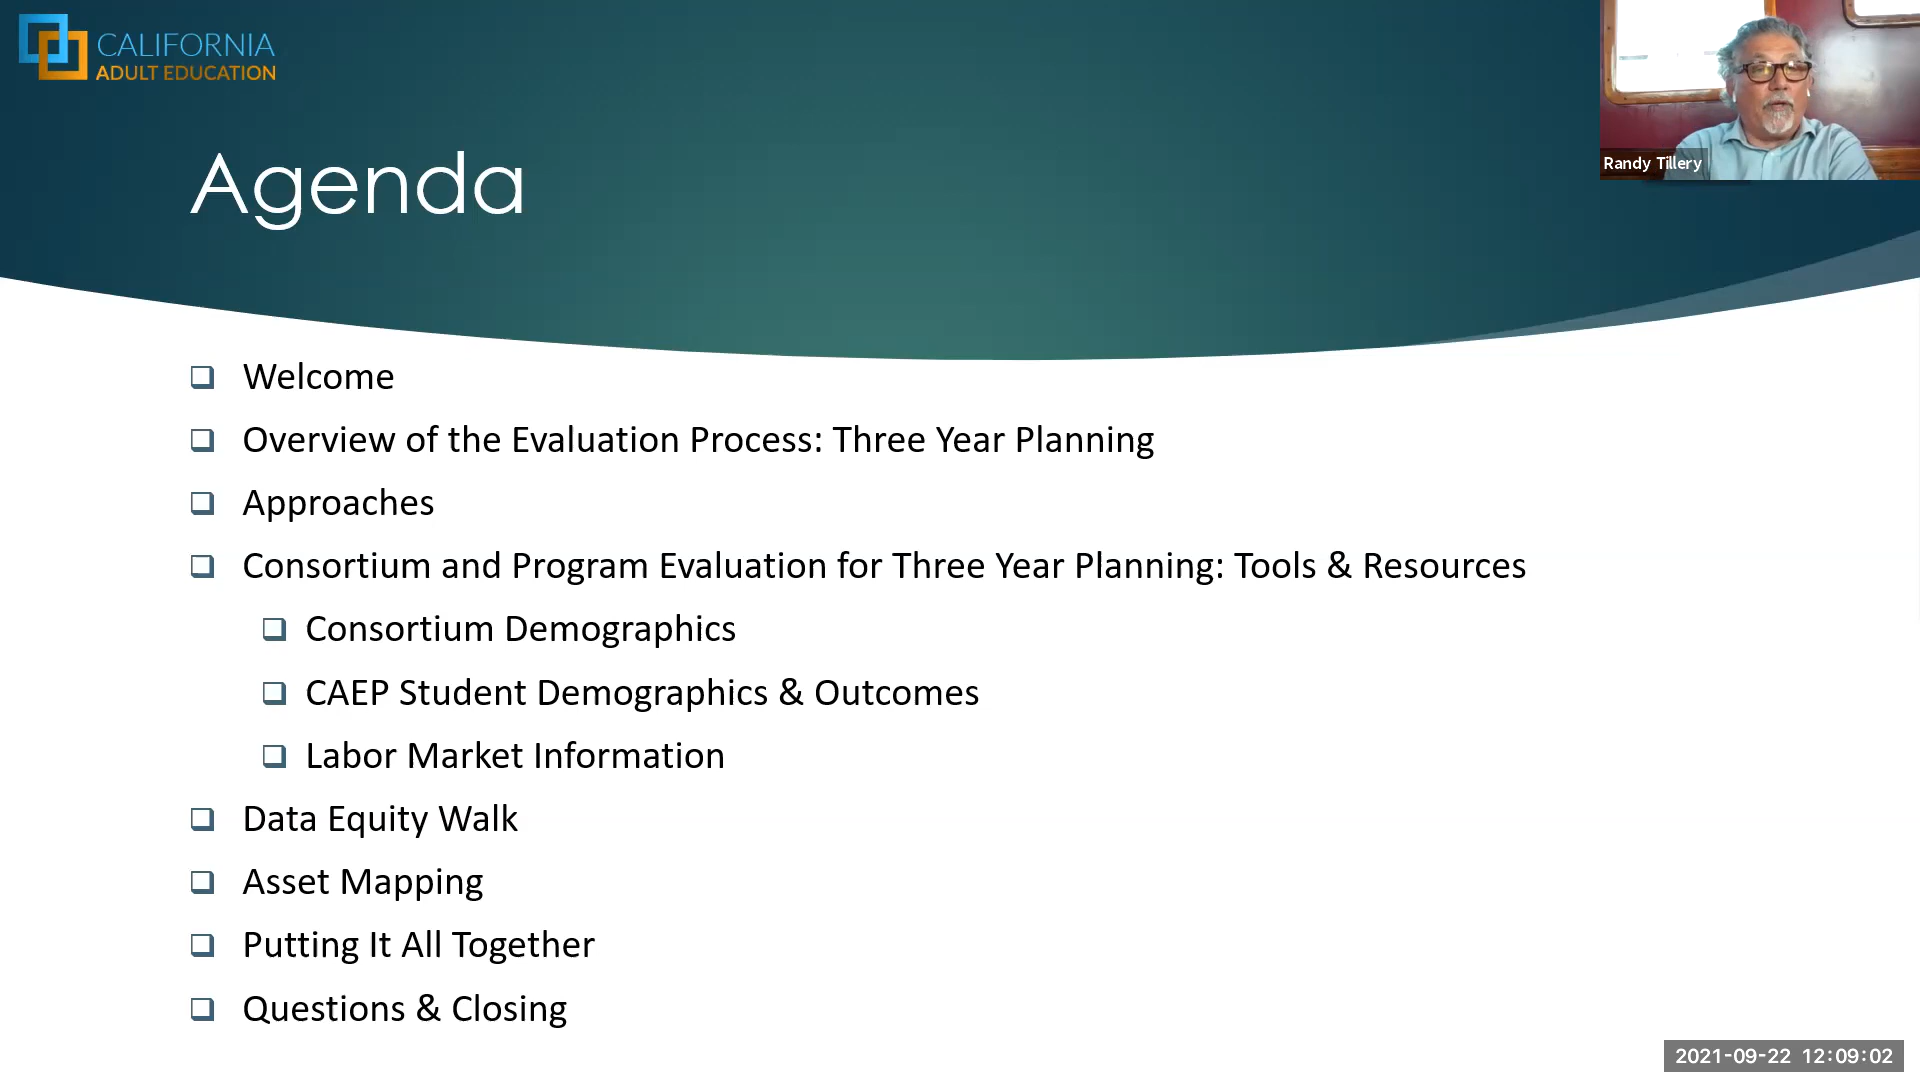 CALIFORNIA
ADULT EDUCATION
Randy Tillery
Agenda
Welcome
Overview of the Evaluation Process: Three Year Planning
Approaches
Consortium and Program Evaluation for Three Year Planning: Tools & Resources
Consortium Demographics
CAEP Student Demographics & Outcomes
Labor Market Information
Data Equity Walk
Asset Mapping
Putting It All Together
Questions & Closing
2021-09-22 12:09:02